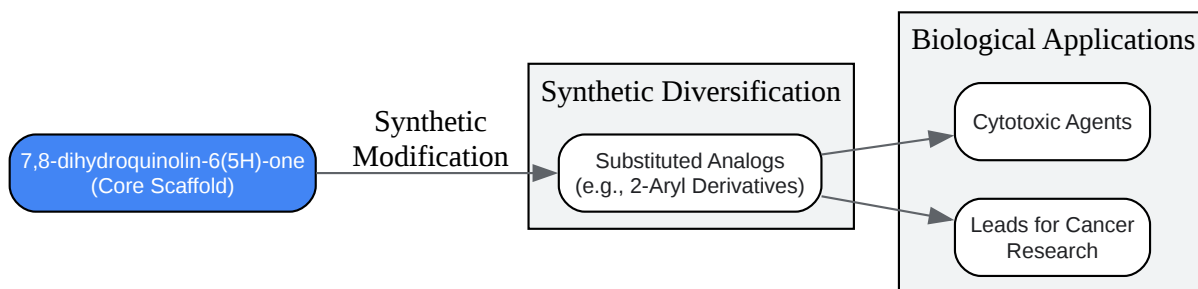 7,8-dihydroquinolin-6(5H)-one
(Core Scaffold)
Synthetic
Modification
Synthetic Diversification
Substituted Analogs
(e.g., 2-Aryl Derivatives)
Biological Applications
Cytotoxic Agents
Leads for Cancer
Research